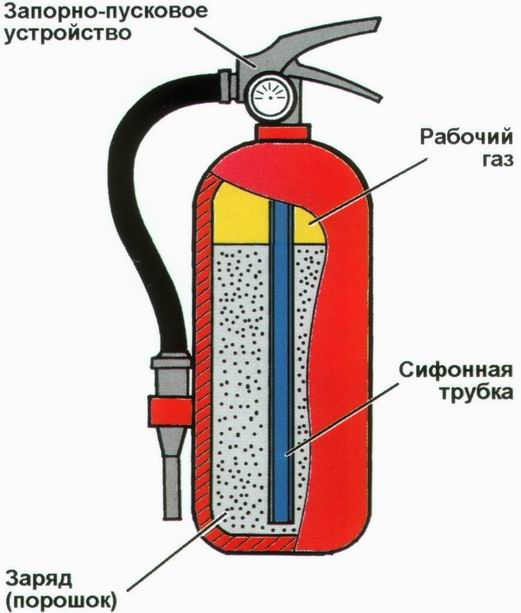 Запорно-пусковое
устройство
Рабочий
газ
Сифонная
трубка
Заряд
(порошок)